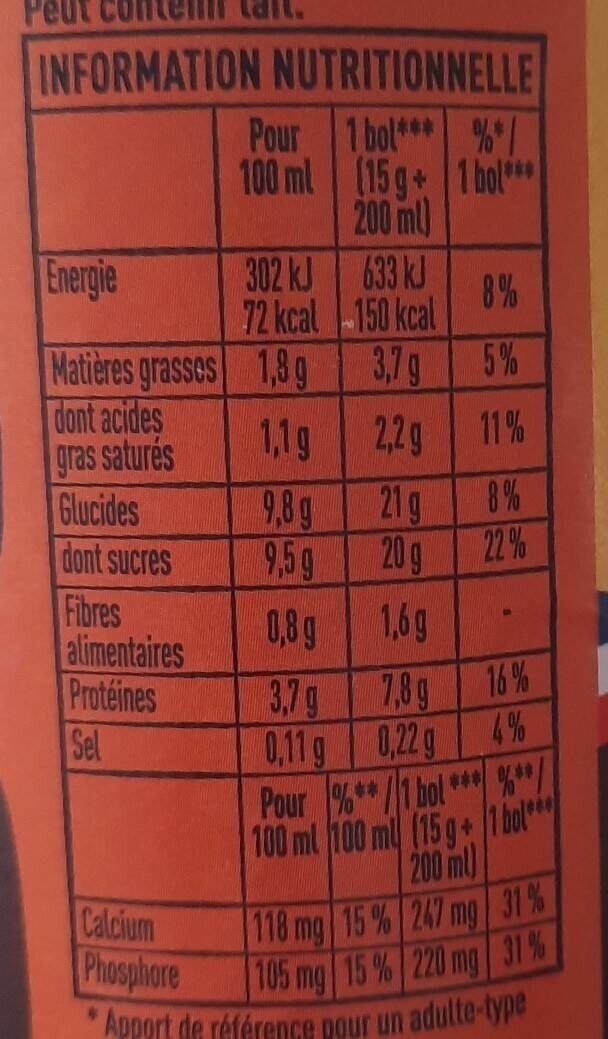 Peut contenir lait.
INFORMATION NUTRITIONNELLE
Pour 1 bol*** %*/
100 ml (15 g+ 1 bol***
200 ml)
Energie 302 kJ 633 kJ 8%
72 kcal 150 kcal
Matières grasses 1,8 g 3,7 g 5%
dont acides
gras saturés 1,1 g 2,2 g 11%
Glucides 9,8 g 21 g 8%
dont sucres 9,5 g 20 g 22%
Fibres
alimentaires 0,8 g 1,6 g -
Protéines 3,7 g 7,8 g 16%
Sel 0,11 g 0,22 g 4%
Pour %**/ 1 bol*** %**/
100 ml 100 ml (15 g+ 1 bol***
200 ml)
Calcium 118 mg 15% 247 mg 31%
Phosphore 105 mg 15% 220 mg 31%
* Apport de référence pour un adulte-type